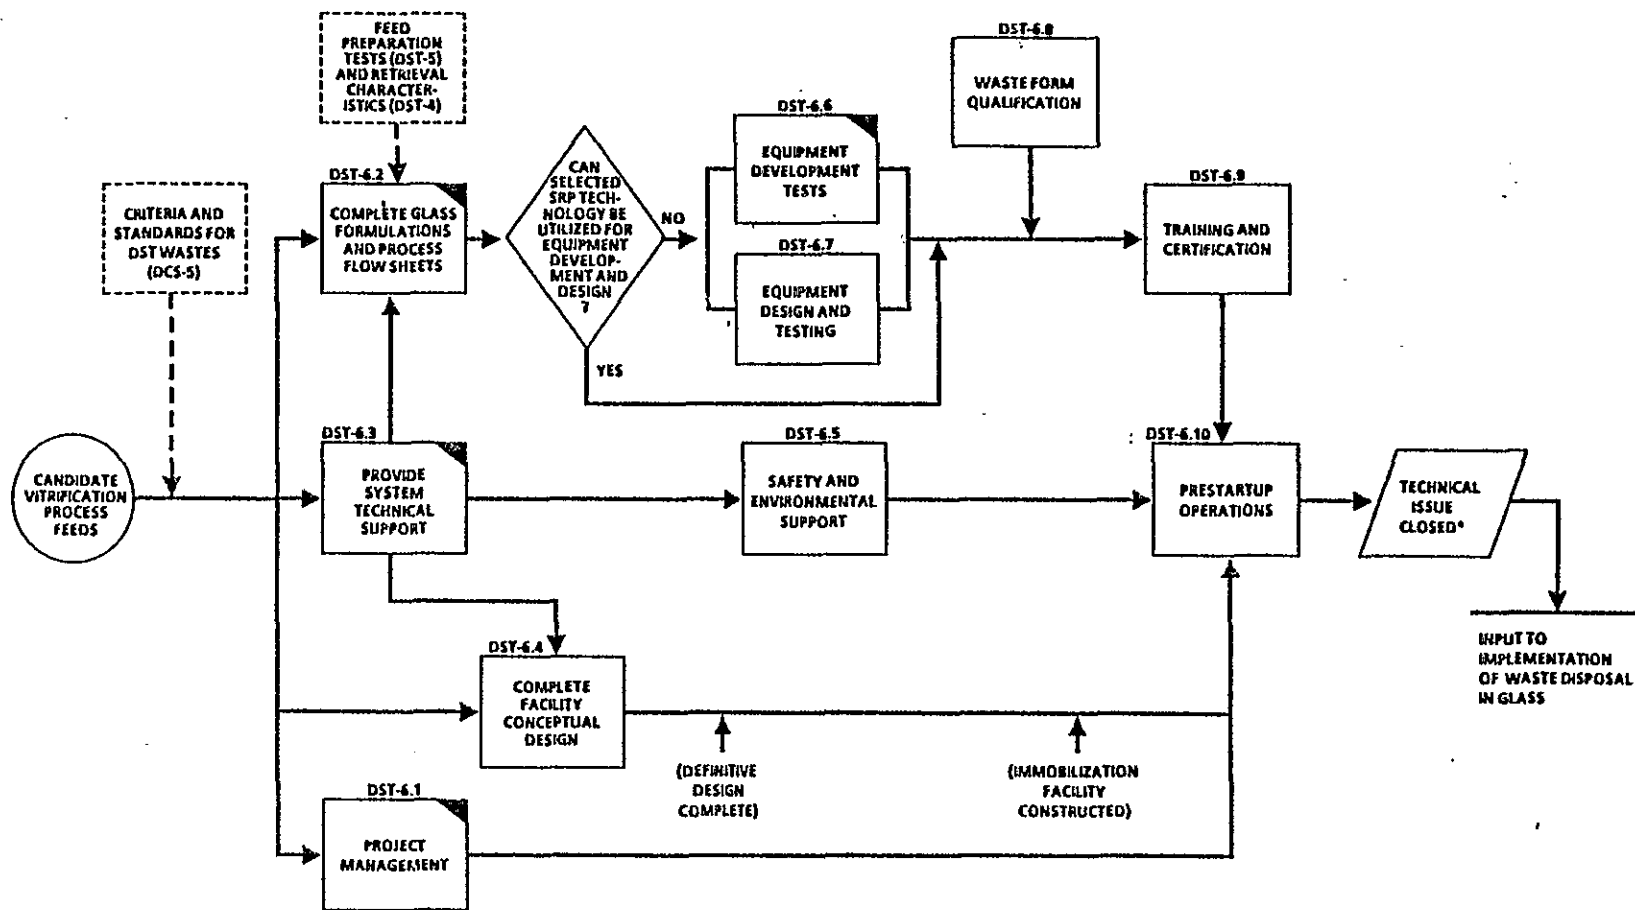 FEED
PREPARATION
TESTS (DST-5)
AND RETRIEVAL
CHARACTER-
ISTICS (DST-4)
DST-6.8
WASTE FORM
QUALIFICATION
DST-6.6
EQUIPMENT
DEVELOPMENT
TESTS
DST-6.2
COMPLETE GLASS
FORMULATIONS
AND PROCESS
FLOW SHEETS
CAN
SELECTED
SRP TECH-
NOLOGY BE
UTILIZED FOR
EQUIPMENT
DEVELOP-
MENT AND
DESIGN
?
NO
YES
DST-6.9
TRAINING AND
CERTIFICATION
CRITERIA AND
STANDARDS FOR
DST WASTES
(DCS-5)
DST-6.7
EQUIPMENT
DESIGN AND
TESTING
CANDIDATE
VITRIFICATION
PROCESS
FEEDS
DST-6.3
PROVIDE
SYSTEM
TECHNICAL
SUPPORT
DST-6.5
SAFETY AND
ENVIRONMENTAL
SUPPORT
DST-6.10
PRESTARTUP
OPERATIONS
TECHNICAL
ISSUE
CLOSED*
INPUT TO
IMPLEMENTATION
OF WASTE DISPOSAL
IN GLASS
DST-6.4
COMPLETE
FACILITY
CONCEPTUAL
DESIGN
(DEFINITIVE
DESIGN
COMPLETE)
(IMMOBILIZATION
FACILITY
CONSTRUCTED)
DST-6.1
PROJECT
MANAGEMENT